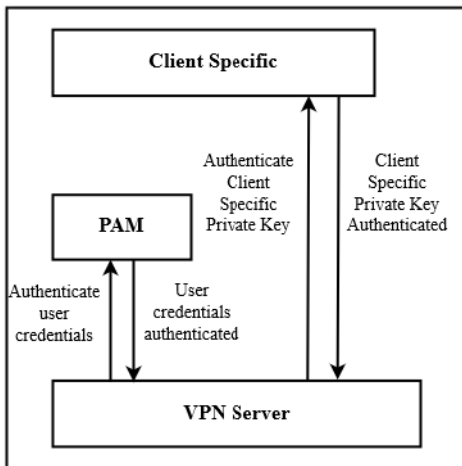 Client Specific
Authenticate
Client
Specific
Private Key
Client
Specific
Private Key
Authenticated
PAM
Authenticate
user
credentials
User
credentials
authenticated
VPN Server